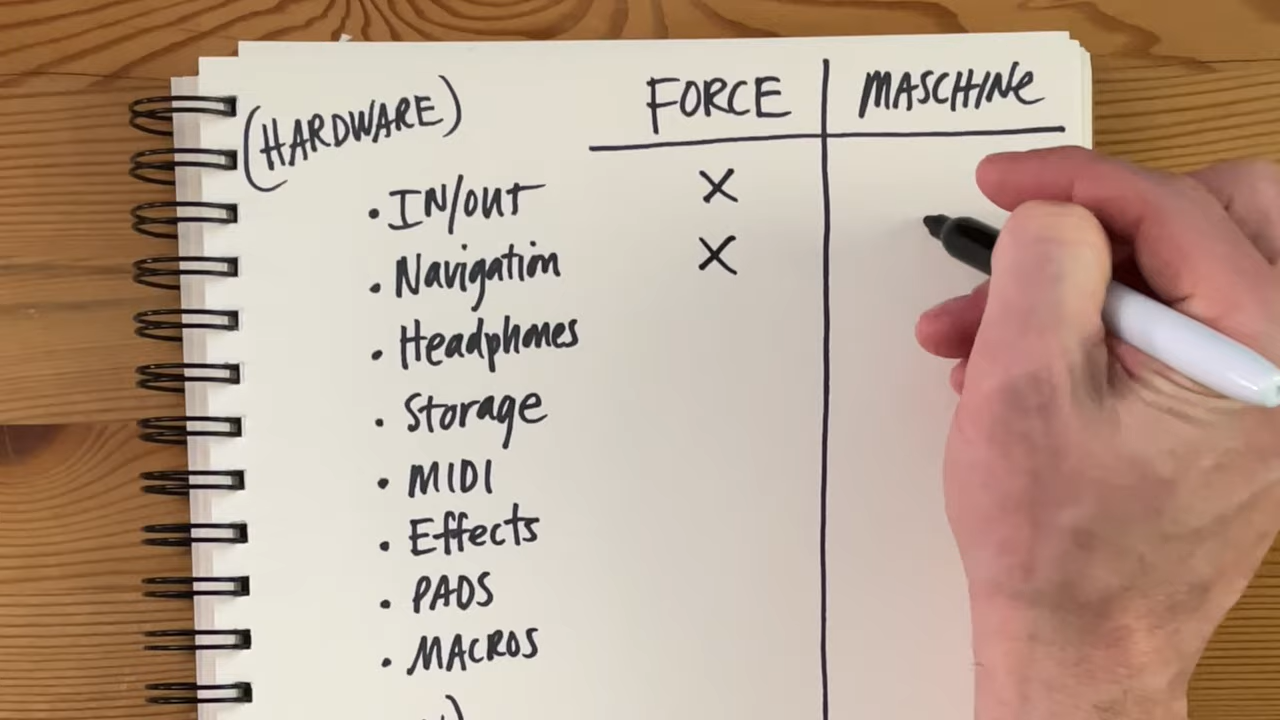 (HARDWARE) FORCE MASCHINE
• IN/OUT X
• Navigation X
• Headphones
• Storage
• MIDI
• Effects
• PADS
• MACROS